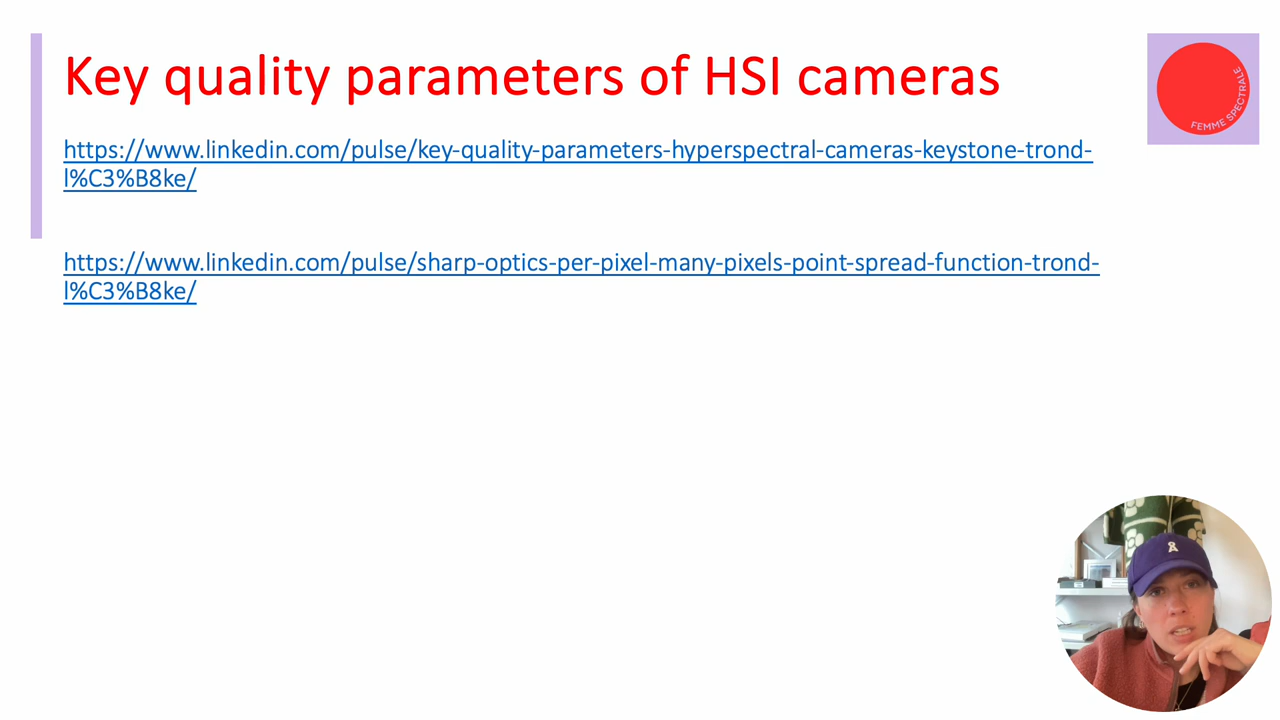 Key quality parameters of HSI cameras
https://www.linkedin.com/pulse/key-quality-parameters-hyperspectral-cameras-keystone-trond-
l%C3%B8ke/
https://www.linkedin.com/pulse/sharp-optics-per-pixel-many-pixels-point-spread-function-trond-
l%C3%B8ke/
FEMME SPECTRALE